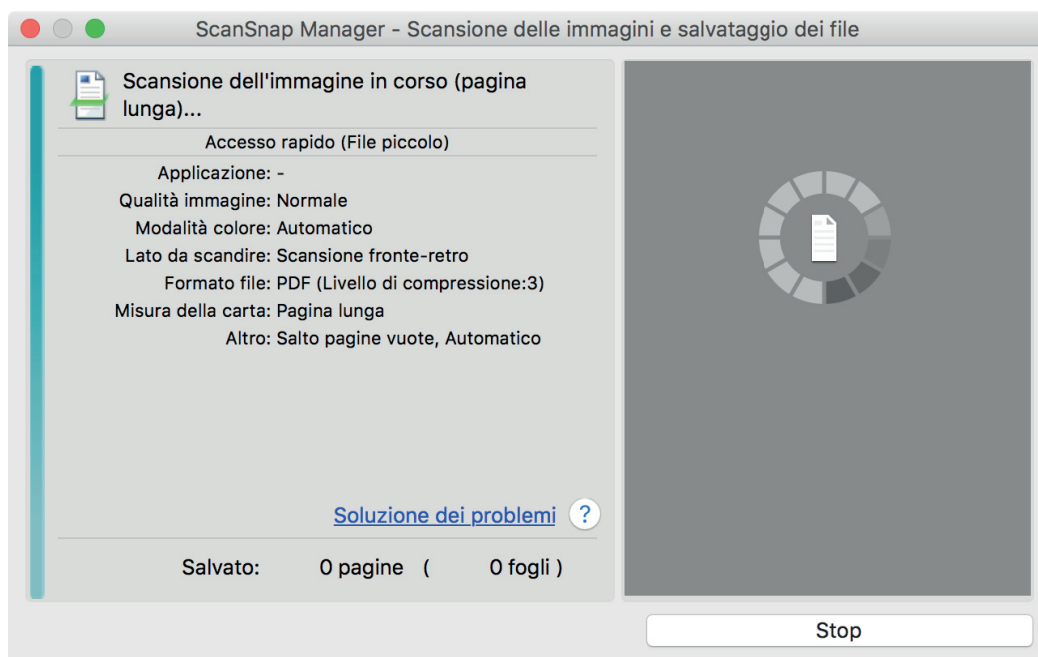 ScanSnap Manager - Scansione delle immagini e salvataggio dei file
Scansione dell'immagine in corso (pagina
lunga)...
Accesso rapido (File piccolo)
Applicazione: -
Qualità immagine: Normale
Modalità colore: Automatico
Lato da scandire: Scansione fronte-retro
Formato file: PDF (Livello di compressione:3)
Misura della carta: Pagina lunga
Altro: Salto pagine vuote, Automatico
Soluzione dei problemi ?
Salvato: 0 pagine ( 0 fogli )
Stop